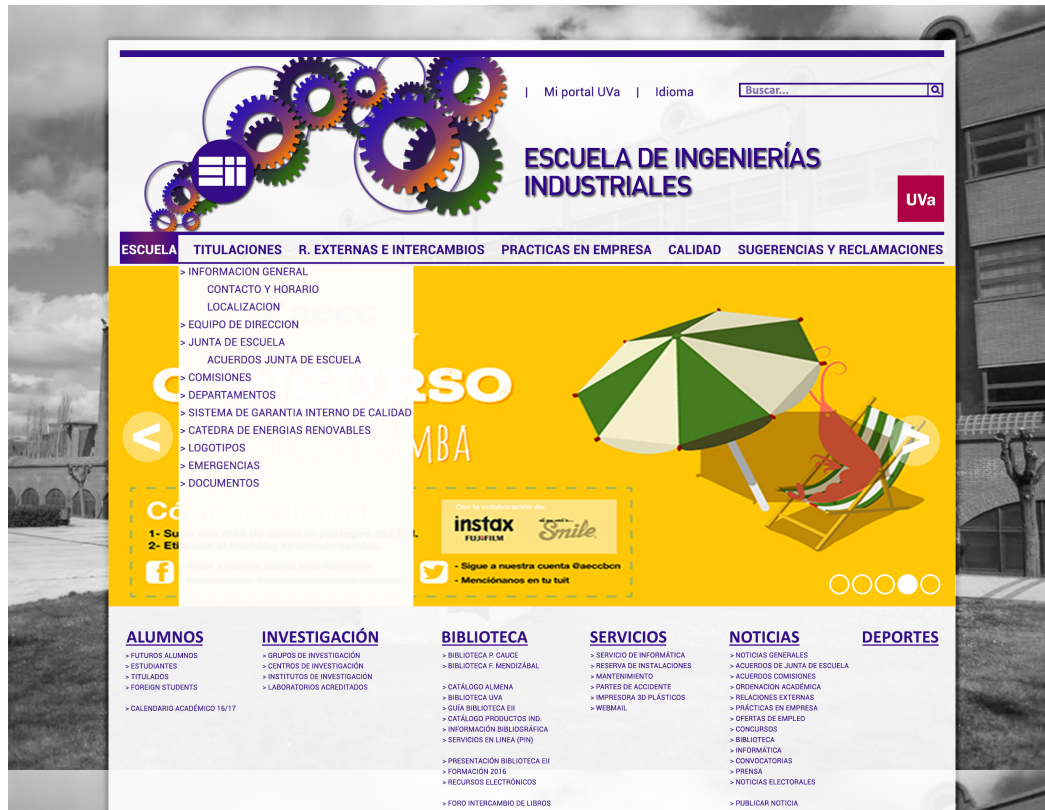 | Mi portal UVa | Idioma
Buscar...
ESCUELA DE INGENIERÍAS
INDUSTRIALES
UVa
ESCUELA TITULACIONES R. EXTERNAS E INTERCAMBIOS PRACTICAS EN EMPRESA CALIDAD SUGERENCIAS Y RECLAMACIONES
> INFORMACION GENERAL
CONTACTO Y HORARIO
LOCALIZACION
> EQUIPO DE DIRECCION
> JUNTA DE ESCUELA
ACUERDOS JUNTA DE ESCUELA
> COMISIONES
> DEPARTAMENTOS
> SISTEMA DE GARANTIA INTERNO DE CALIDAD
> CATEDRA DE ENERGIAS RENOVABLES
> LOGOTIPOS
> EMERGENCIAS
> DOCUMENTOS
CONCURSO
<
>
Con la colaboración de:
instax
FUJIFILM
Smile.
- Sigue a nuestra cuenta @aeccbcn
- Menciónanos en tu tuit
ALUMNOS
> FUTUROS ALUMNOS
> ESTUDIANTES
> TITULADOS
> FOREIGN STUDENTS
> CALENDARIO ACADÉMICO 16/17
INVESTIGACIÓN
> GRUPOS DE INVESTIGACIÓN
> CENTROS DE INVESTIGACIÓN
> INSTITUTOS DE INVESTIGACIÓN
> LABORATORIOS ACREDITADOS
BIBLIOTECA
> BIBLIOTECA P. CAUCE
> BIBLIOTECA F. MENDIZÁBAL
> CATÁLOGO ALMENA
> BIBLIOTECA UVA
> GUÍA BIBLIOTECA EII
> CATÁLOGO PRODUCTOS IND.
> INFORMACIÓN BIBLIOGRÁFICA
> SERVICIOS EN LINEA (PIN)
> PRESENTACIÓN BIBLIOTECA EII
> FORMACIÓN 2016
> RECURSOS ELECTRÓNICOS
> FORO INTERCAMBIO DE LIBROS
SERVICIOS
> SERVICIO DE INFORMÁTICA
> RESERVA DE INSTALACIONES
> MANTENIMIENTO
> PARTES DE ACCIDENTE
> IMPRESORA 3D PLÁSTICOS
> WEBMAIL
NOTICIAS
> NOTICIAS GENERALES
> ACUERDOS DE JUNTA DE ESCUELA
> ACUERDOS COMISIONES
> ORDENACION ACADÉMICA
> RELACIONES EXTERNAS
> PRÁCTICAS EN EMPRESA
> OFERTAS DE EMPLEO
> CONCURSOS
> BIBLIOTECA
> INFORMÁTICA
> CONVOCATORIAS
> PRENSA
> NOTICIAS ELECTORALES
> PUBLICAR NOTICIA
DEPORTES